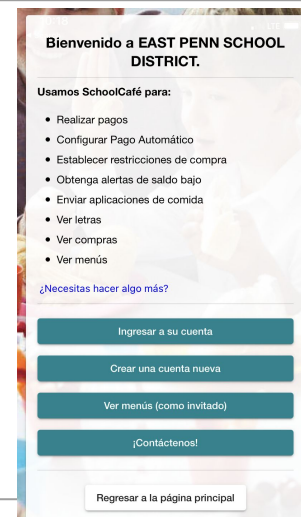 Bienvenido a EAST PENN SCHOOL
DISTRICT.
Usamos SchoolCafé para:
• Realizar pagos
• Configurar Pago Automático
• Establecer restricciones de compra
• Obtenga alertas de saldo bajo
• Enviar aplicaciones de comida
• Ver letras
• Ver compras
• Ver menús
¿Necesitas hacer algo más?
Ingresar a su cuenta
Crear una cuenta nueva
Ver menús (como invitado)
¡Contáctenos!
Regresar a la página principal